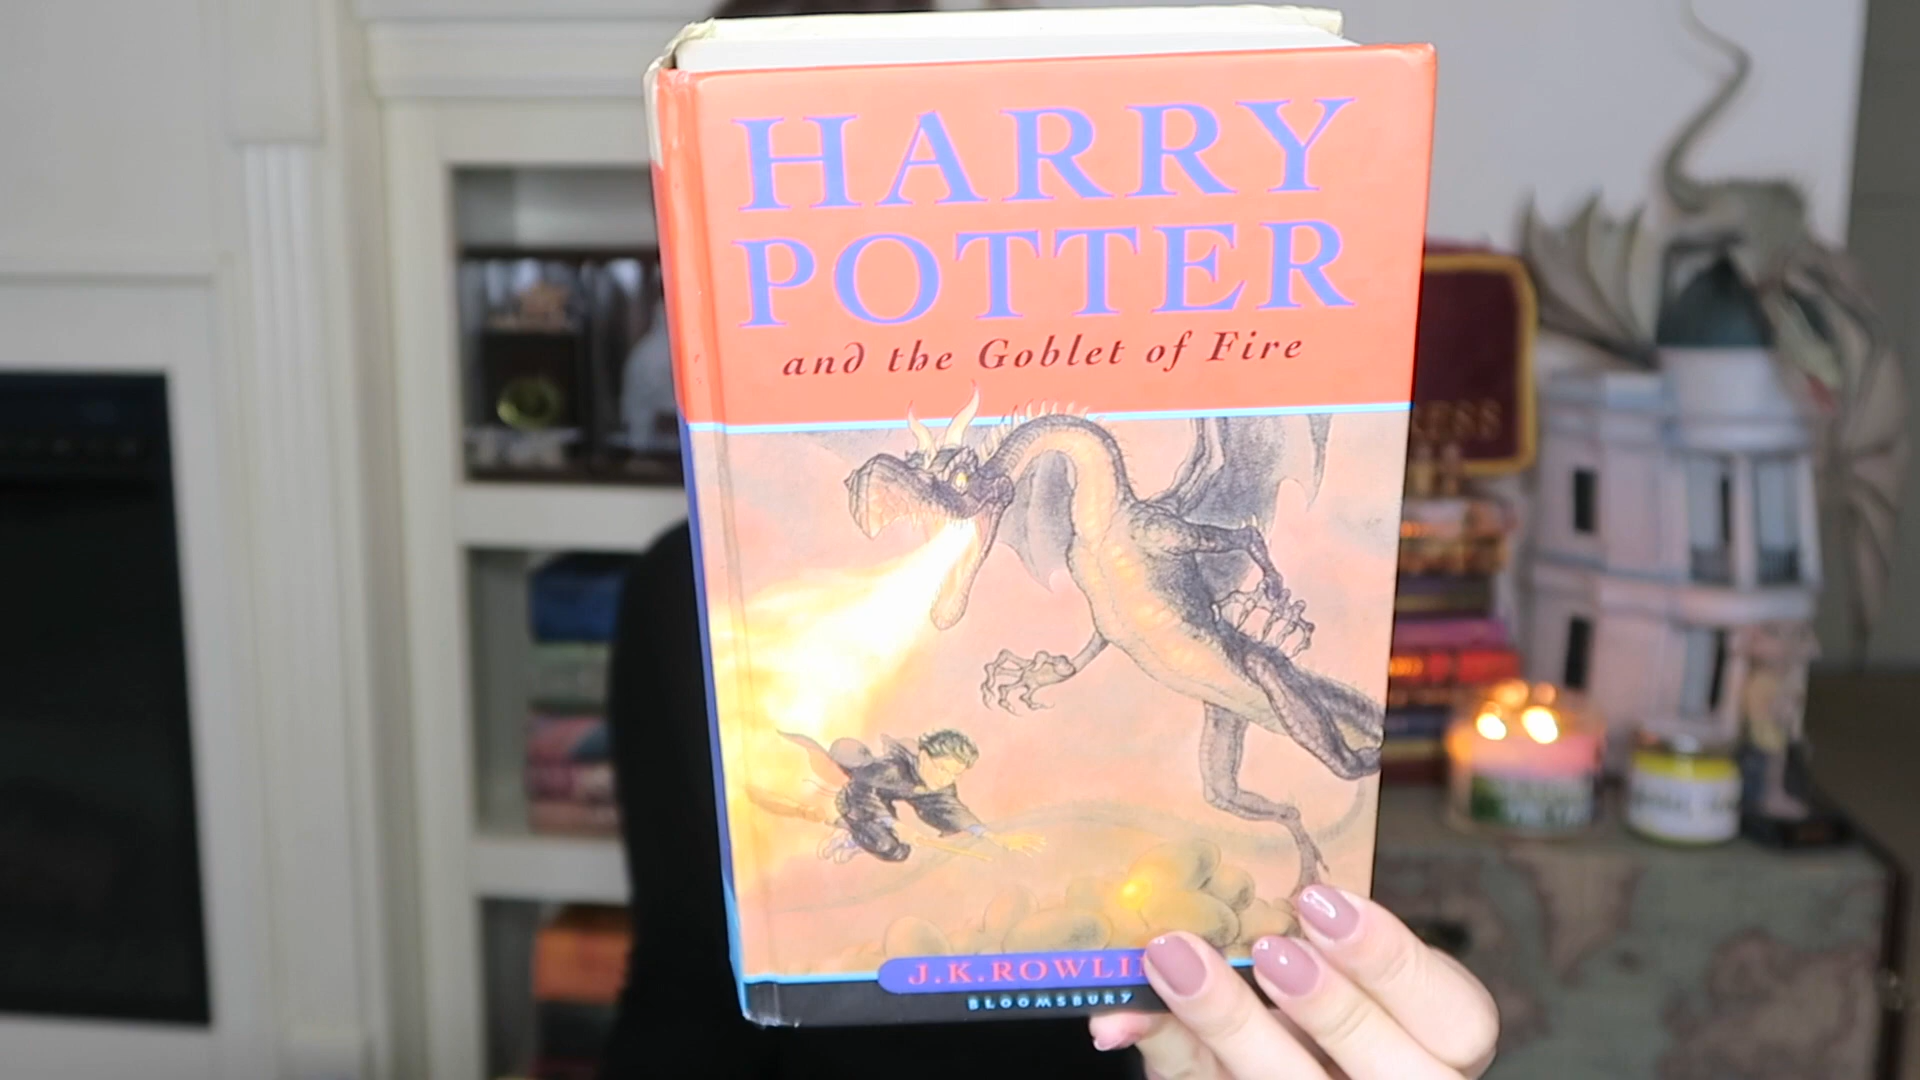 HARRY
POTTER
and the Goblet of Fire
J.K.ROWLI
BLOOMSBURY